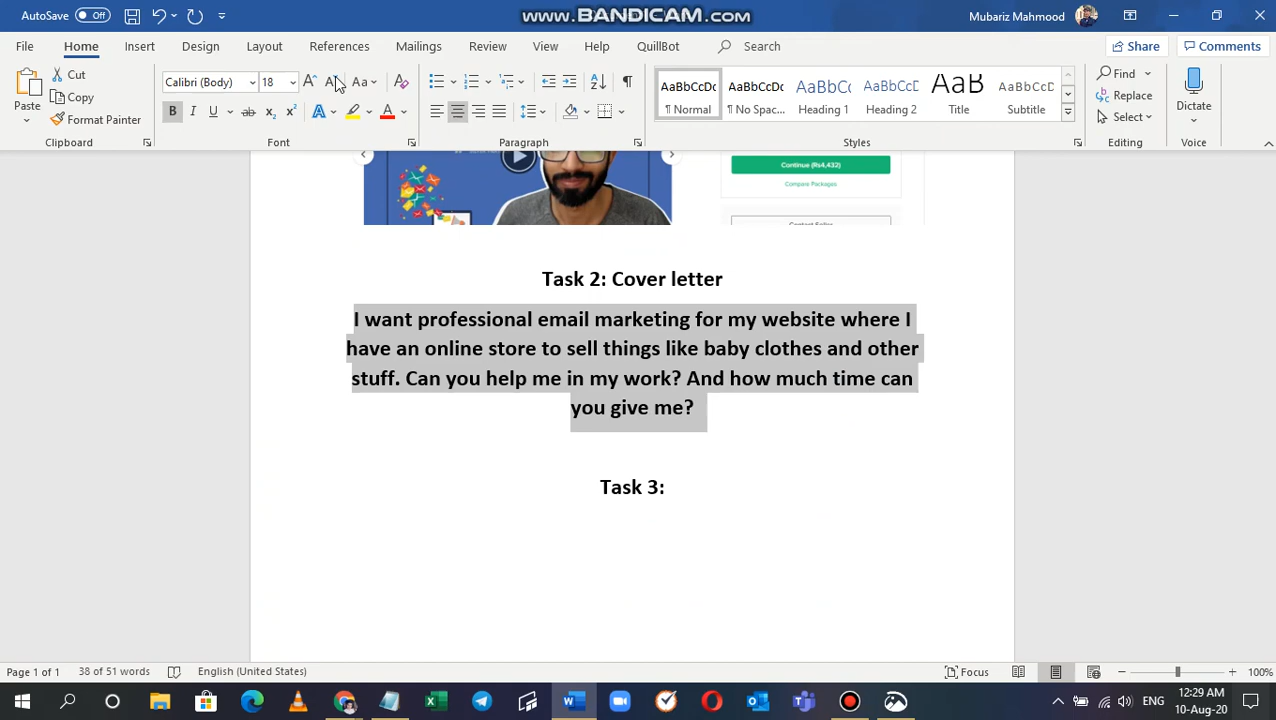 AutoSave Off
www.BANDICAM.com
Mubariz Mahmood
File Home Insert Design Layout References Mailings Review View Help QuillBot Search Share Comments
Paste
Cut
Copy
Format Painter
Calibri (Body) 18
Aa
AaBbCcDc AaBbCcDc AaBbCc AaBbCcD AaB AaBbCcD
¶ Normal ¶ No Spac... Heading 1 Heading 2 Title Subtitle
Find
Replace
Select
Dictate
Clipboard Font Paragraph Styles Editing Voice
Continue (Rs4,432)
Compare Packages
Task 2: Cover letter
I want professional email marketing for my website where I
have an online store to sell things like baby clothes and other
stuff. Can you help me in my work? And how much time can
you give me?
Task 3:
Page 1 of 1 38 of 51 words English (United States) Focus 100%
ENG
12:29 AM
10-Aug-20